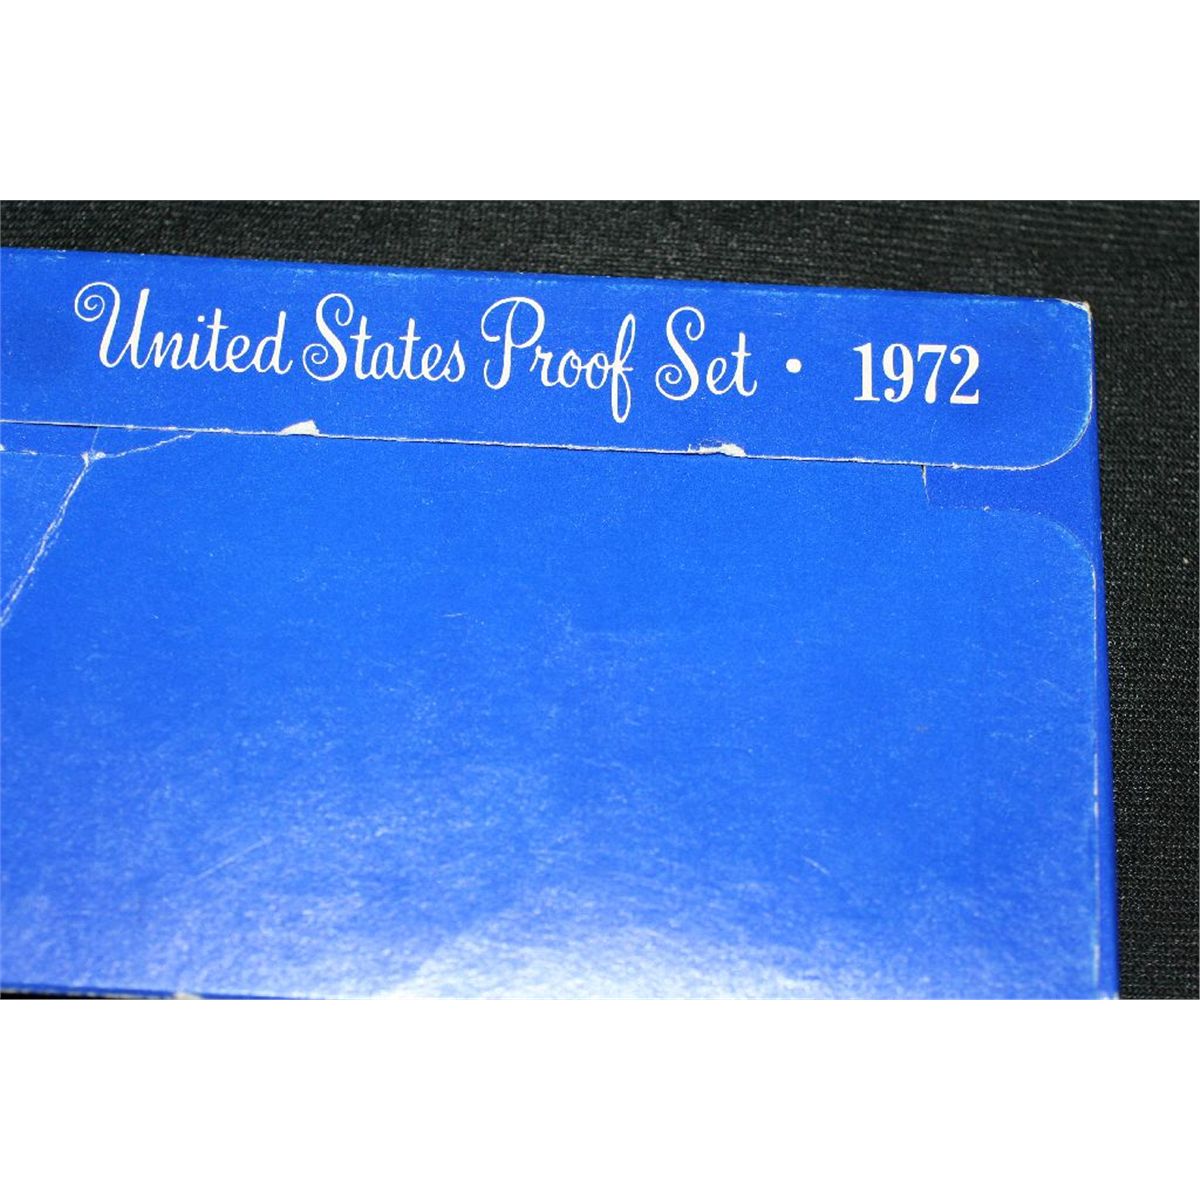 United States Proof Set • 1972